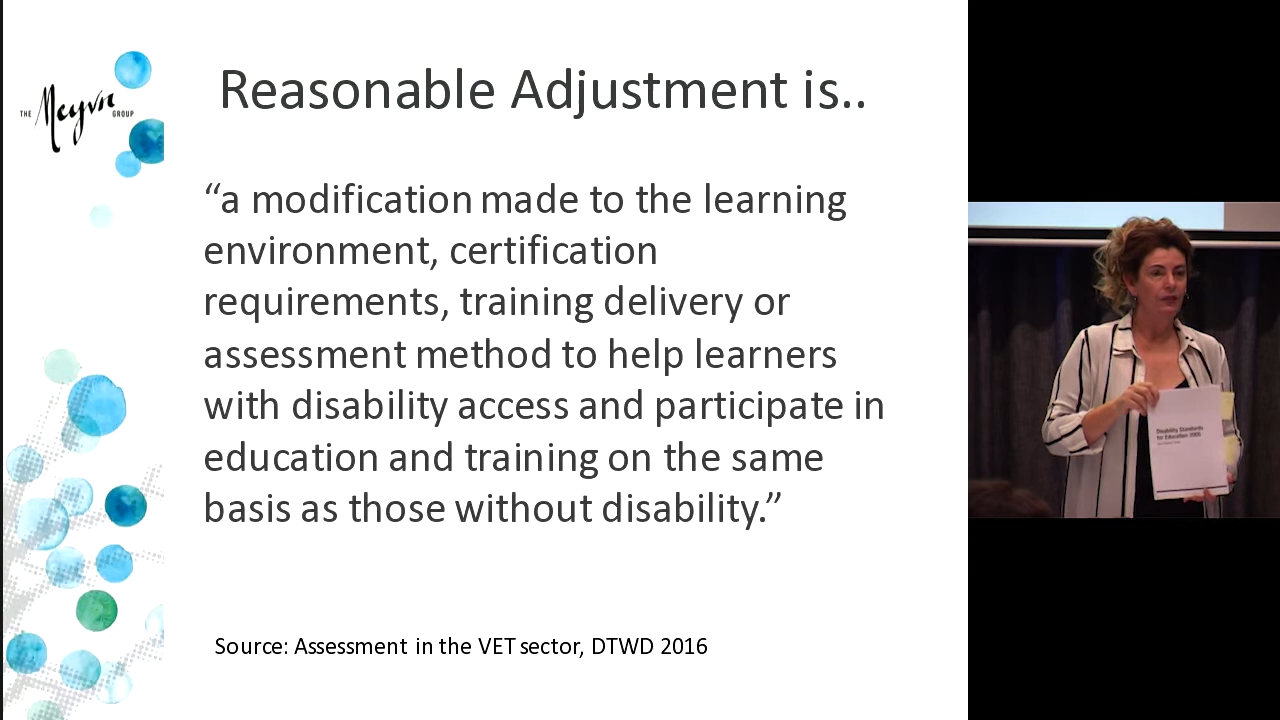 THE Meyvn GROUP
Reasonable Adjustment is..
“a modification made to the learning
environment, certification
requirements, training delivery or
assessment method to help learners
with disability access and participate in
education and training on the same
basis as those without disability.”
Source: Assessment in the VET sector, DTWD 2016
Disability Standards
for Education 2005